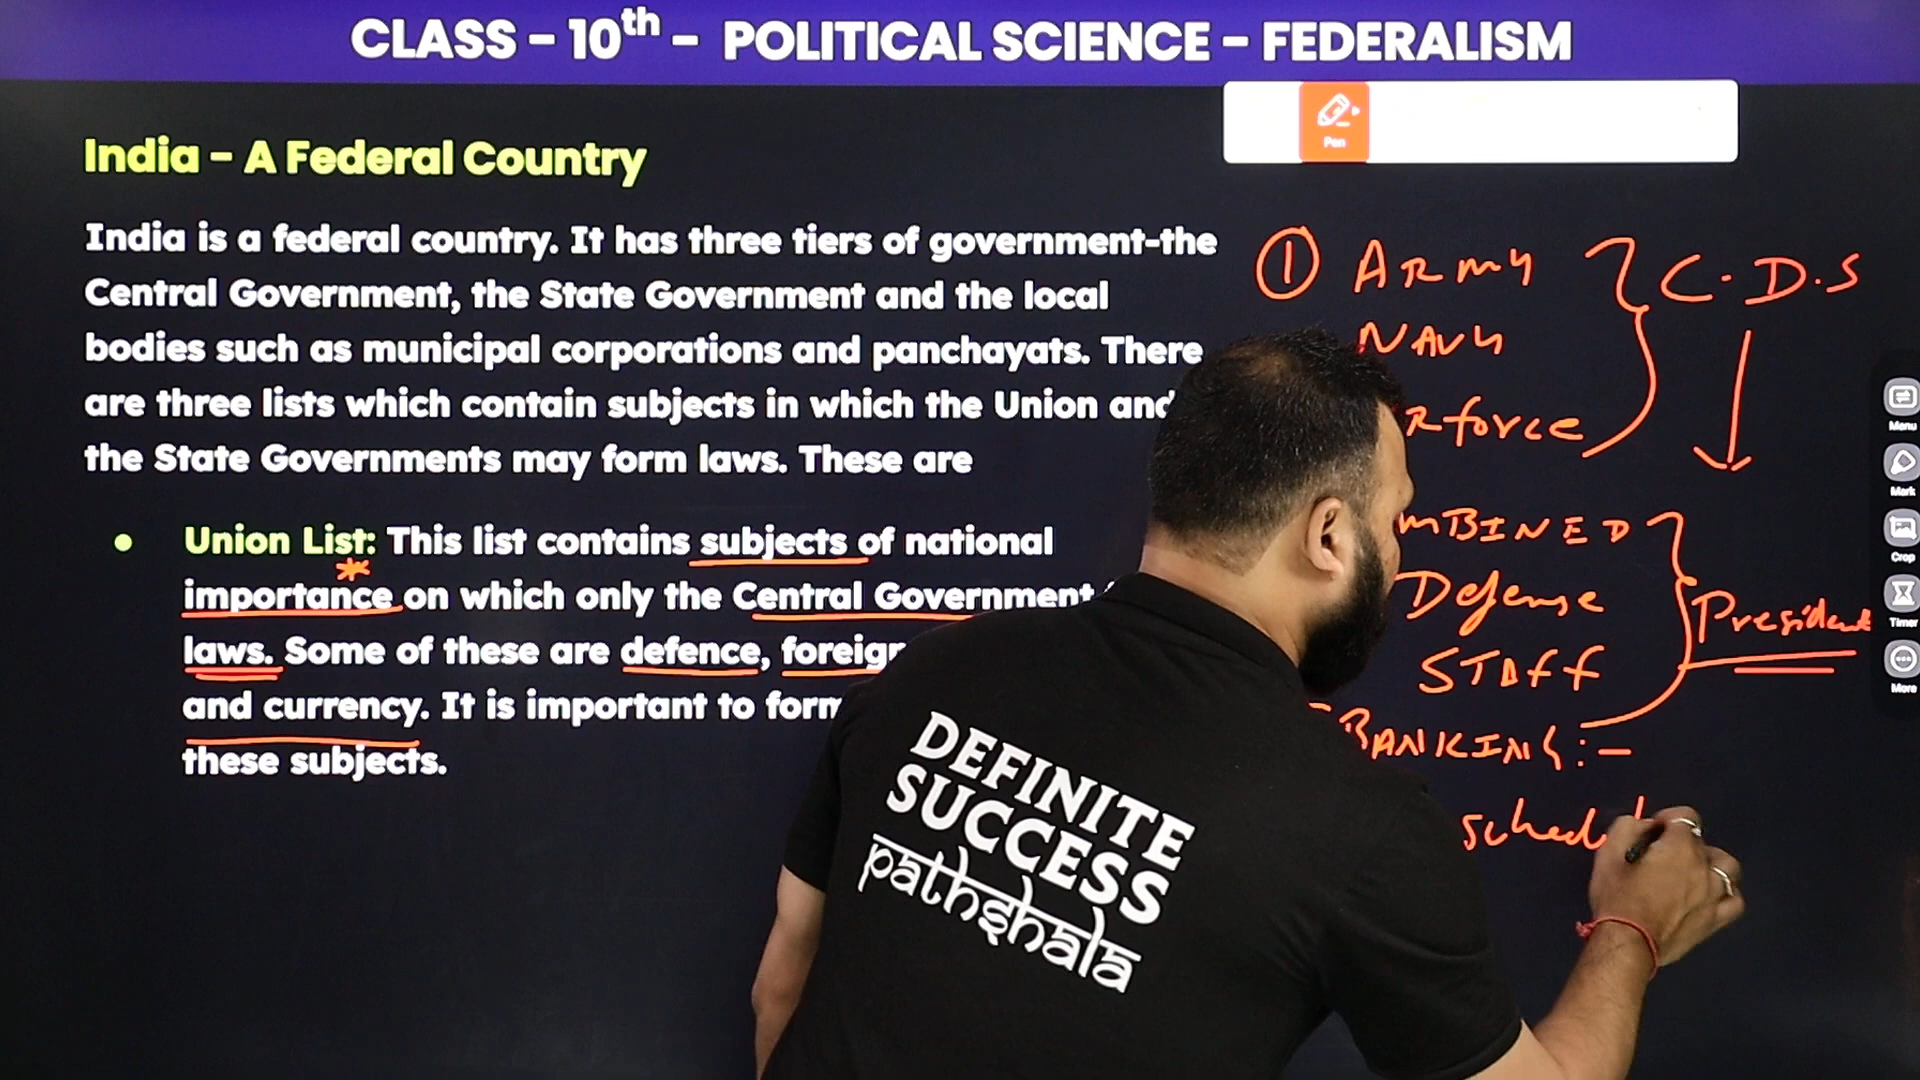 CLASS - 10th - POLITICAL SCIENCE - FEDERALISM
Pen
India - A Federal Country
India is a federal country. It has three tiers of government-the
Central Government, the State Government and the local
bodies such as municipal corporations and panchayats. There
are three lists which contain subjects in which the Union and
the State Governments may form laws. These are
• Union List: This list contains subjects of national
importance on which only the Central Government
laws. Some of these are defence, foreign
and currency. It is important to form
these subjects.
① ARMY } C.D.S
NAVY
Rforce
mBINED
Defense
STAFF
President
BANKING:-
sched
Menu
Mark
Crop
Timer
More
DEFINITE
SUCCESS
pathshala